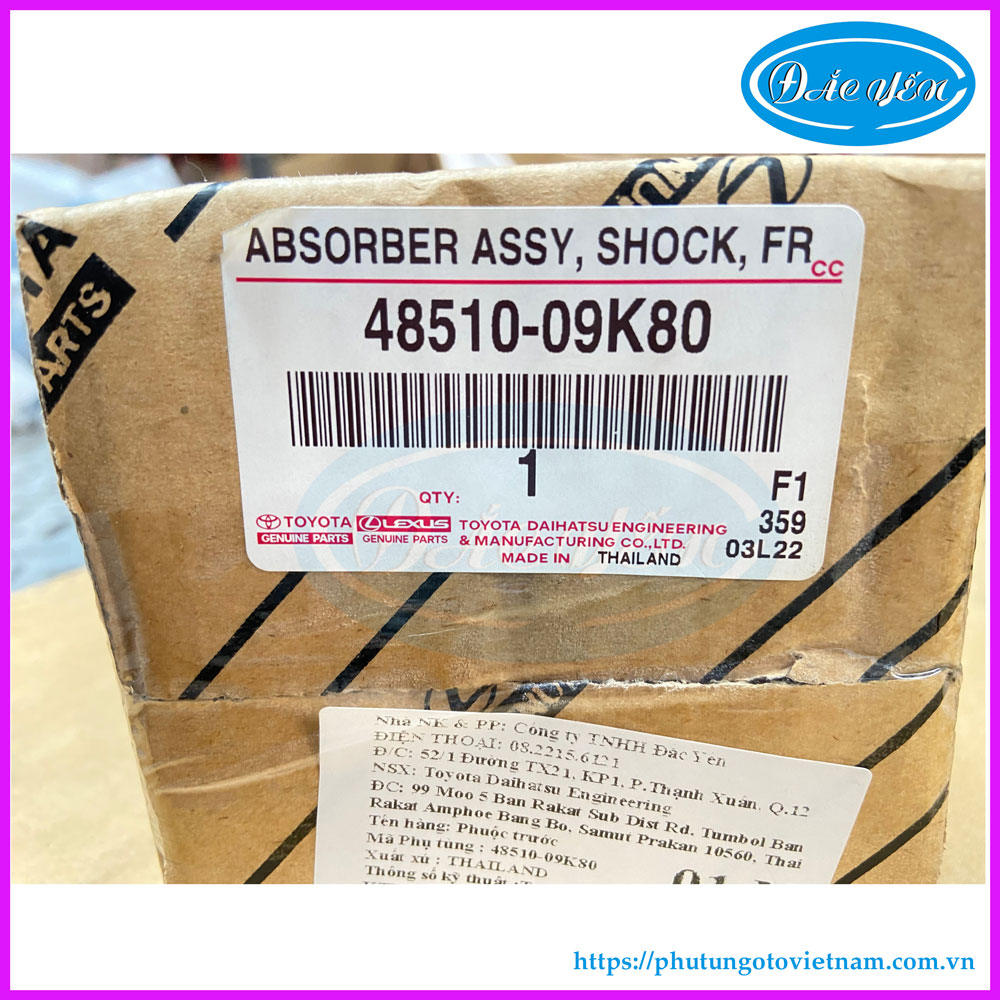 ĐẮC YẾN
ABSORBER ASSY, SHOCK, FR
CC
48510-09K80
1
QTY:
F1
359
03L22
TOYOTA
GENUINE PARTS
LEXUS
GENUINE PARTS
TOYOTA DAIHATSU ENGINEERING
& MANUFACTURING CO.,LTD.
MADE IN THAILAND
PARTS
Nhà NK & PP: Công ty TNHH Đắc Yến
ĐIỆN THOẠI: 08.2215.6121
Đ/C: 52/1 Đường TX21, KP1, P.Thạnh Xuân, Q.12
NSX: Toyota Daihatsu Engineering
ĐC: 99 Moo 5 Ban Rakat Sub Dist Rd. Tumbol Ban
Rakat Amphoe Bang Bo, Samut Prakan 10560, Thai
Tên hàng: Phuộc trước
Mã Phụ tùng : 48510-09K80
Xuất xứ : THAILAND
Thông số kỹ thuật :
https://phutungotovietnam.com.vn